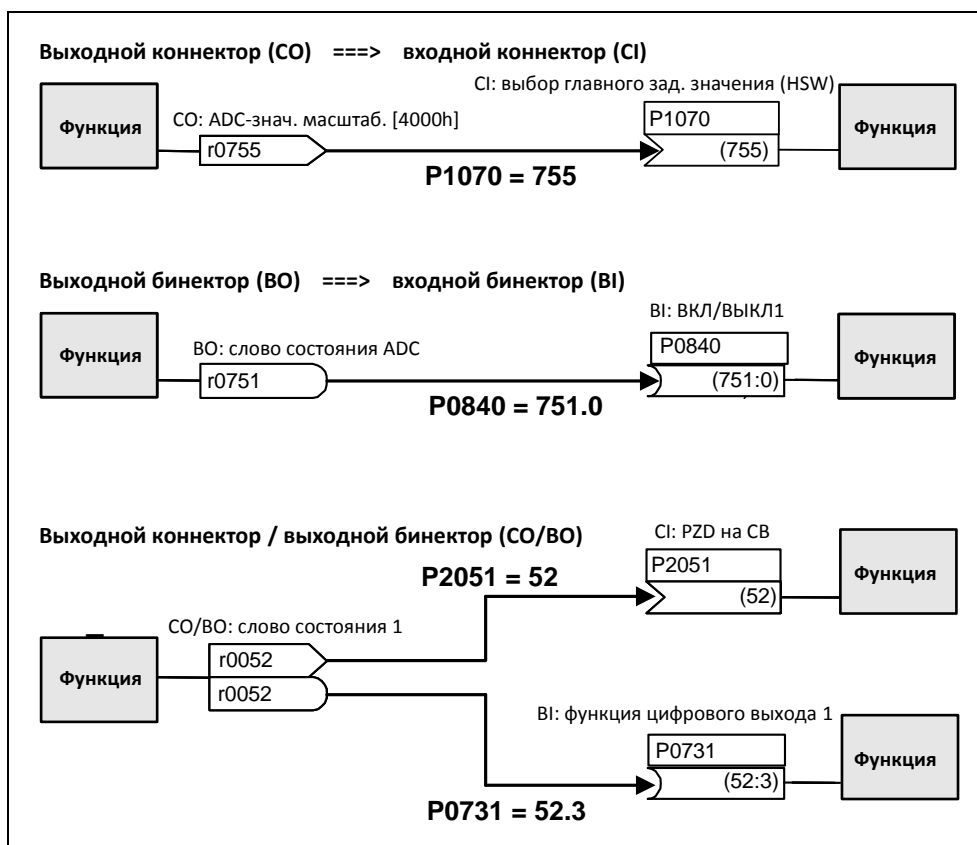 Выходной коннектор (CO) ===> входной коннектор (CI)
CI: выбор главного зад. значения (HSW)
Функция
CO: ADC-знач. масштаб. [4000h]
r0755
P1070 = 755
P1070
(755)
Функция
Выходной бинектор (BO) ===> входной бинектор (BI)
BI: ВКЛ/ВЫКЛ1
Функция
BO: слово состояния ADC
r0751
P0840 = 751.0
P0840
(751:0)
Функция
Выходной коннектор / выходной бинектор (CO/BO)
CI: PZD на CB
P2051 = 52
P2051
(52)
Функция
CO/BO: слово состояния 1
Функция
r0052
r0052
BI: функция цифрового выхода 1
P0731
(52:3)
Функция
P0731 = 52.3